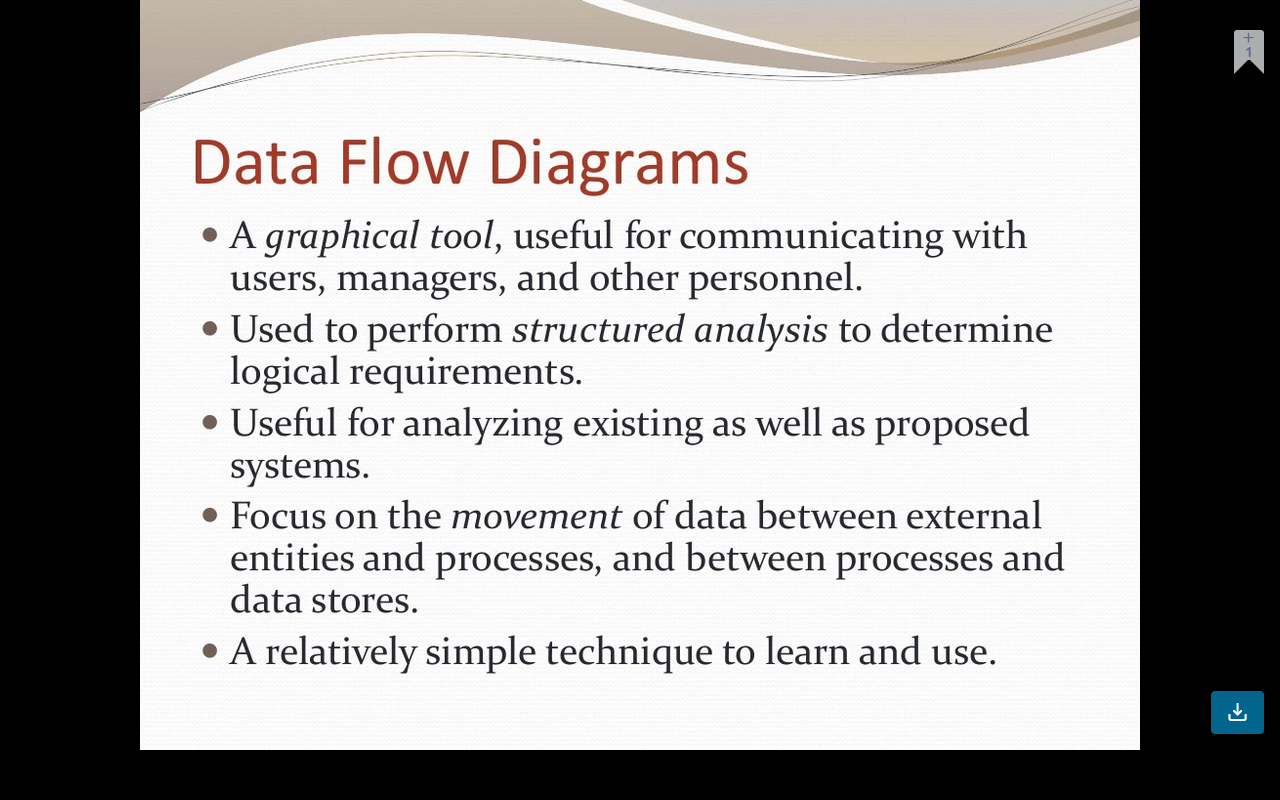 Data Flow Diagrams
A graphical tool, useful for communicating with
users, managers, and other personnel.
Used to perform structured analysis to determine
logical requirements.
Useful for analyzing existing as well as proposed
systems.
Focus on the movement of data between external
entities and processes, and between processes and
data stores.
A relatively simple technique to learn and use.
+
1